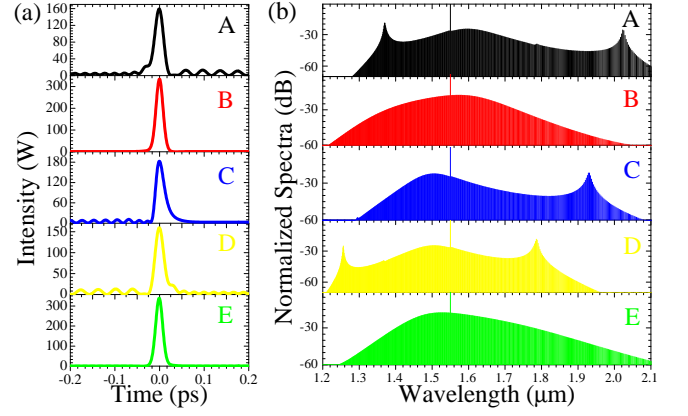 (a)
160
120
80
40
0
A
300
200
100
0
B
180
120
60
0
C
150
100
50
0
D
300
200
100
0
E
-0.2 -0.1 0.0 0.1 0.2
Time (ps)
Intensity (W)
(b)
-30
-60
A
-30
-60
B
-30
-60
C
-30
-60
D
-30
-60
E
1.2 1.3 1.4 1.5 1.6 1.7 1.8 1.9 2.0 2.1
Wavelength (μm)
Normalized Spectra (dB)